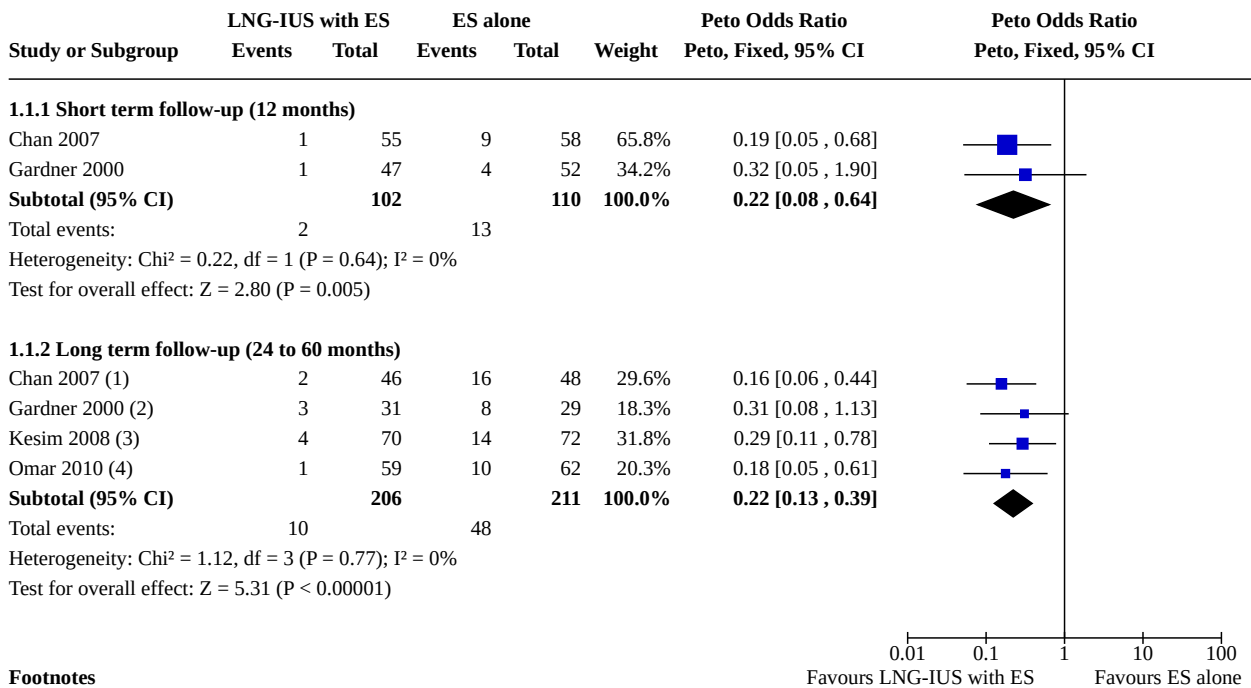 LNG-IUS with ES ES alone Peto Odds Ratio Peto Odds Ratio
Study or Subgroup Events Total Events Total Weight Peto, Fixed, 95% CI Peto, Fixed, 95% CI
1.1.1 Short term follow-up (12 months)
Chan 2007 1 55 9 58 65.8% 0.19 [0.05 , 0.68]
Gardner 2000 1 47 4 52 34.2% 0.32 [0.05 , 1.90]
Subtotal (95% CI) 102 110 100.0% 0.22 [0.08 , 0.64]
Total events: 2 13
Heterogeneity: Chi² = 0.22, df = 1 (P = 0.64); I² = 0%
Test for overall effect: Z = 2.80 (P = 0.005)
1.1.2 Long term follow-up (24 to 60 months)
Chan 2007 (1) 2 46 16 48 29.6% 0.16 [0.06 , 0.44]
Gardner 2000 (2) 3 31 8 29 18.3% 0.31 [0.08 , 1.13]
Kesim 2008 (3) 4 70 14 72 31.8% 0.29 [0.11 , 0.78]
Omar 2010 (4) 1 59 10 62 20.3% 0.18 [0.05 , 0.61]
Subtotal (95% CI) 206 211 100.0% 0.22 [0.13 , 0.39]
Total events: 10 48
Heterogeneity: Chi² = 1.12, df = 3 (P = 0.77); I² = 0%
Test for overall effect: Z = 5.31 (P < 0.00001)
0.01 0.1 1 10 100
Footnotes Favours LNG-IUS with ES Favours ES alone